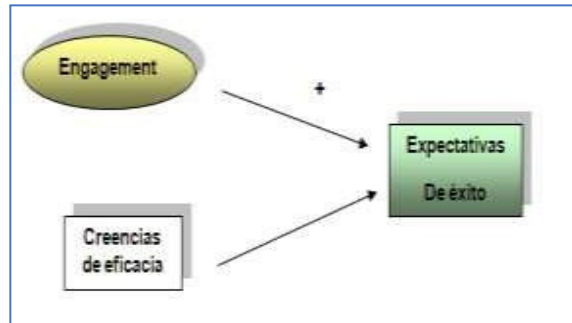 Engagement
+
Expectativas
De éxito
Creencias
de eficacia